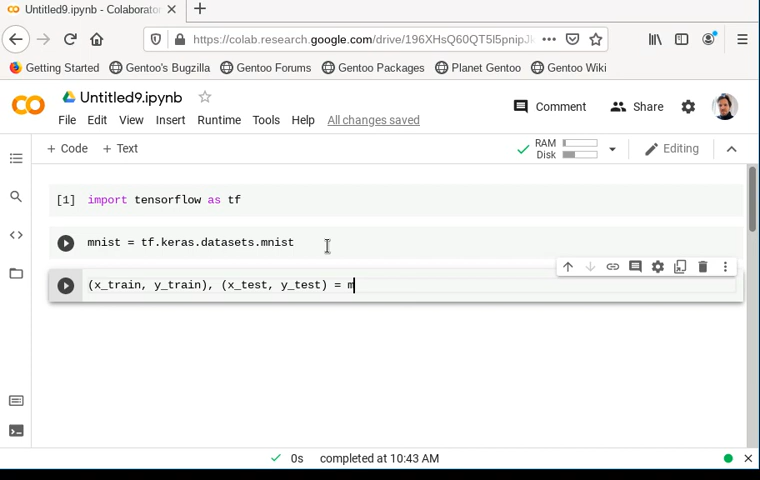 Untitled9.ipynb - Colaborator
https://colab.research.google.com/drive/196XHsQ60QT5l5pnipJ
Getting Started
Gentoo's Bugzilla
Gentoo Forums
Gentoo Packages
Planet Gentoo
Gentoo Wiki
Untitled9.ipynb
Comment
Share
File
Edit
View
Insert
Runtime
Tools
Help
All changes saved
+ Code
+ Text
RAM
Disk
Editing
[1] import tensorflow as tf
mnist = tf.keras.datasets.mnist
(x_train, y_train), (x_test, y_test) = m
0s completed at 10:43 AM